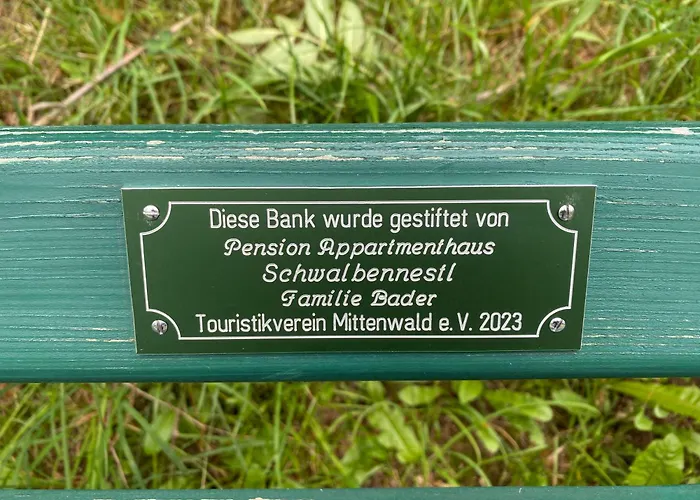 Diese Bank wurde gestiftet von
Pension Appartmenthaus
Schwalbennestl
Familie Bader
Touristikverein Mittenwald e. V. 2023